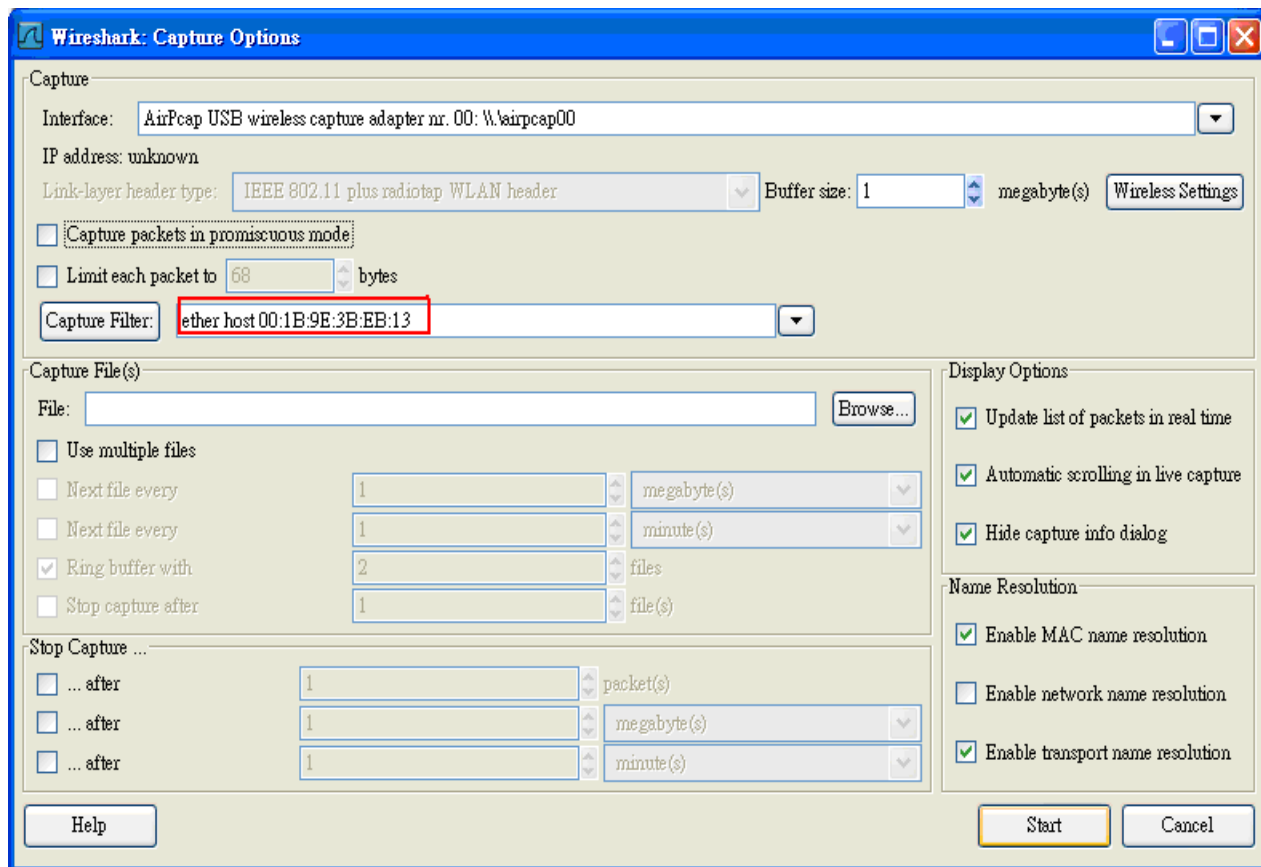 Wireshark: Capture Options
Capture
Interface: AirPcap USB wireless capture adapter nr. 00: \\.\airpcap00
IP address: unknown
Link-layer header type: IEEE 802.11 plus radiotap WLAN header Buffer size: 1 megabyte(s) Wireless Settings
Capture packets in promiscuous mode
Limit each packet to 68 bytes
Capture Filter: ether host 00:1B:9E:3B:EB:13
Capture File(s)
File: Browse...
Use multiple files
Next file every 1 megabyte(s)
Next file every 1 minute(s)
Ring buffer with 2 files
Stop capture after 1 file(s)
Stop Capture ...
... after 1 packet(s)
... after 1 megabyte(s)
... after 1 minute(s)
Display Options
Update list of packets in real time
Automatic scrolling in live capture
Hide capture info dialog
Name Resolution
Enable MAC name resolution
Enable network name resolution
Enable transport name resolution
Help Start Cancel